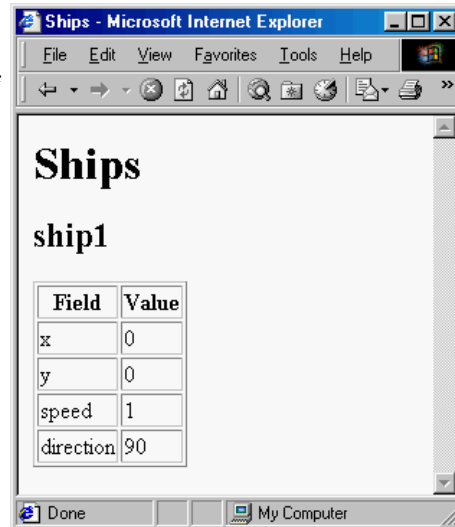 Ships - Microsoft Internet Explorer
File Edit View Favorites Tools Help
»
Ships
ship1
Field Value
x 0
y 0
speed 1
direction 90
Done My Computer